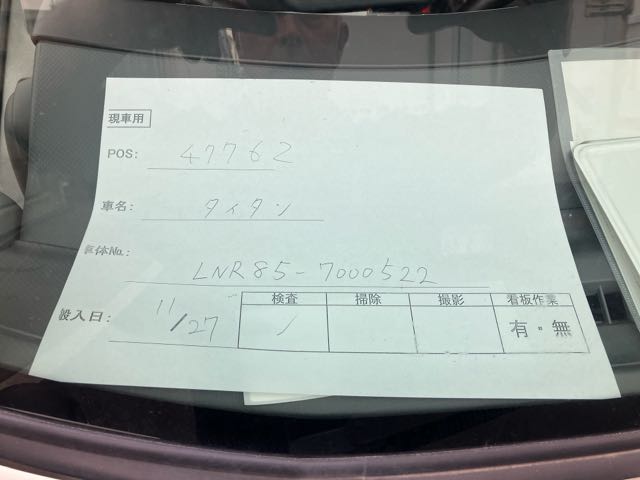 現車用
POS: 47762
車名: タイタン
車体No.: LNR85-7000522
搬入日: 11/27
検査 掃除 撮影 看板作業
有・無